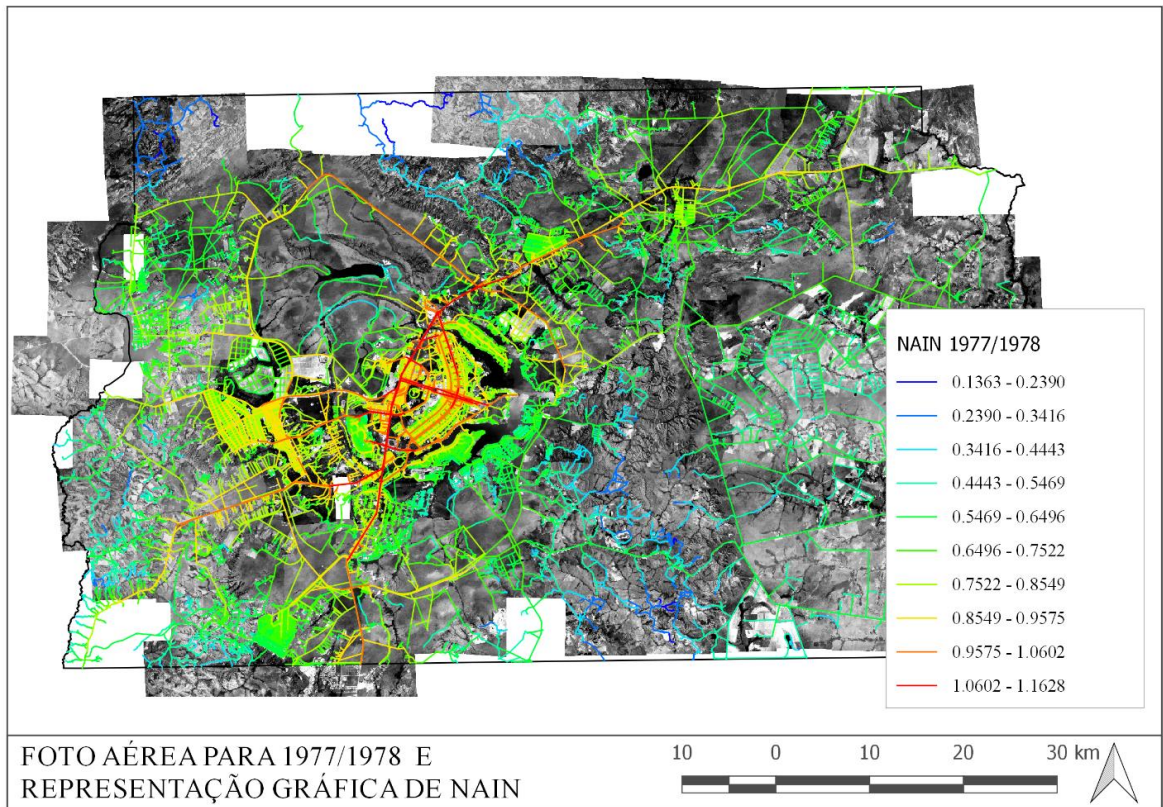 NAIN 1977/1978
0.1363 - 0.2390
0.2390 - 0.3416
0.3416 - 0.4443
0.4443 - 0.5469
0.5469 - 0.6496
0.6496 - 0.7522
0.7522 - 0.8549
0.8549 - 0.9575
0.9575 - 1.0602
1.0602 - 1.1628
FOTO AÉREA PARA 1977/1978 E
REPRESENTAÇÃO GRÁFICA DE NAIN
10 0 10 20 30 km